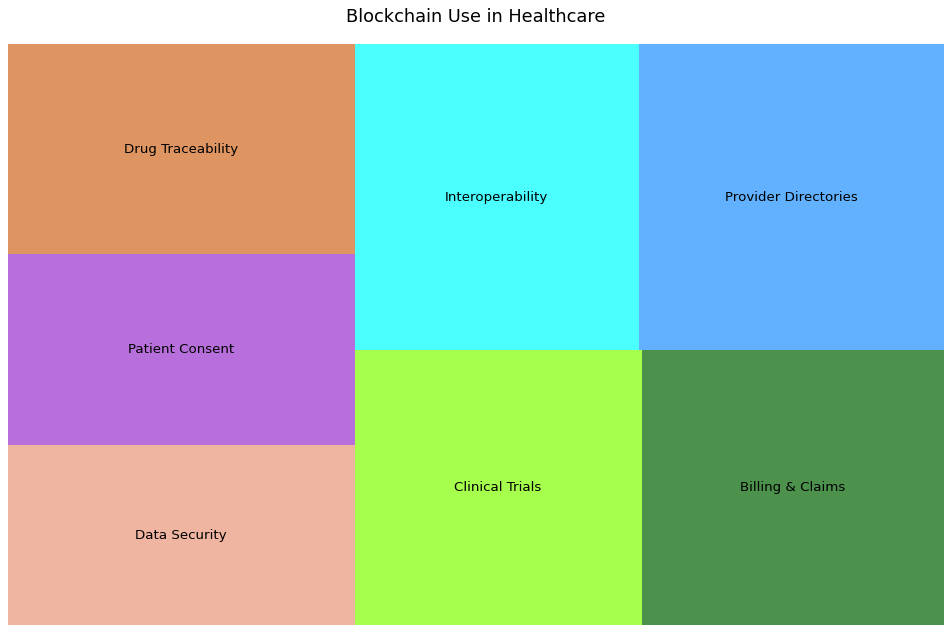 Blockchain Use in Healthcare
Drug Traceability
Interoperability
Provider Directories
Patient Consent
Clinical Trials
Billing & Claims
Data Security